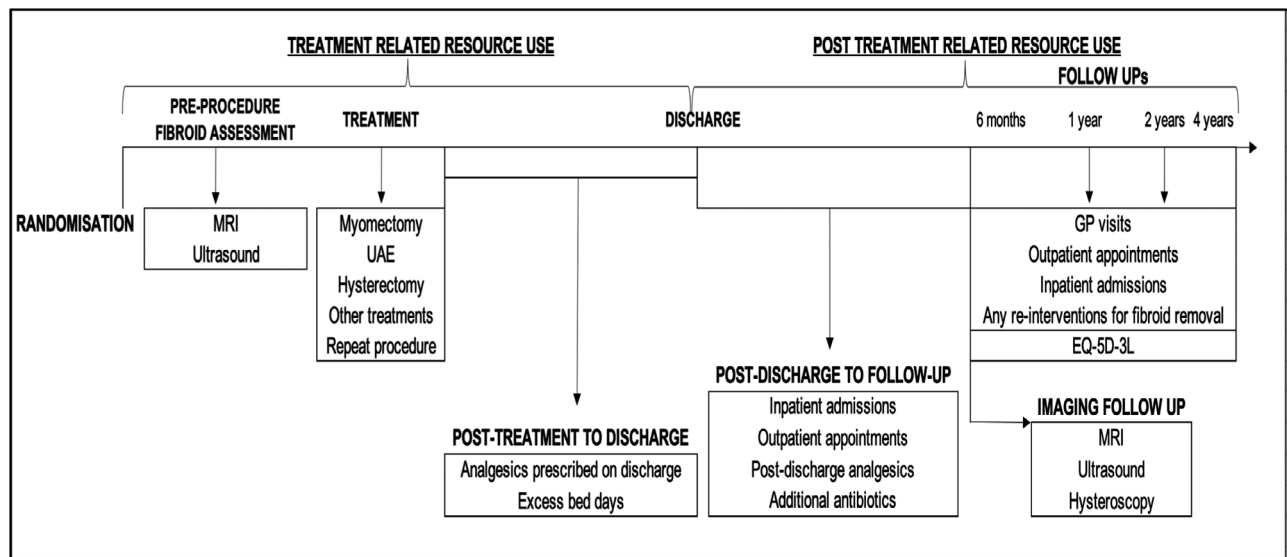 TREATMENT RELATED RESOURCE USE
POST TREATMENT RELATED RESOURCE USE
FOLLOW UPs
PRE-PROCEDURE
FIBROID ASSESSMENT
TREATMENT
DISCHARGE
6 months
1 year
2 years
4 years
RANDOMISATION
MRI
Ultrasound
Myomectomy
UAE
Hysterectomy
Other treatments
Repeat procedure
GP visits
Outpatient appointments
Inpatient admissions
Any re-interventions for fibroid removal
EQ-5D-3L
POST-TREATMENT TO DISCHARGE
Analgesics prescribed on discharge
Excess bed days
POST-DISCHARGE TO FOLLOW-UP
Inpatient admissions
Outpatient appointments
Post-discharge analgesics
Additional antibiotics
IMAGING FOLLOW UP
MRI
Ultrasound
Hysteroscopy